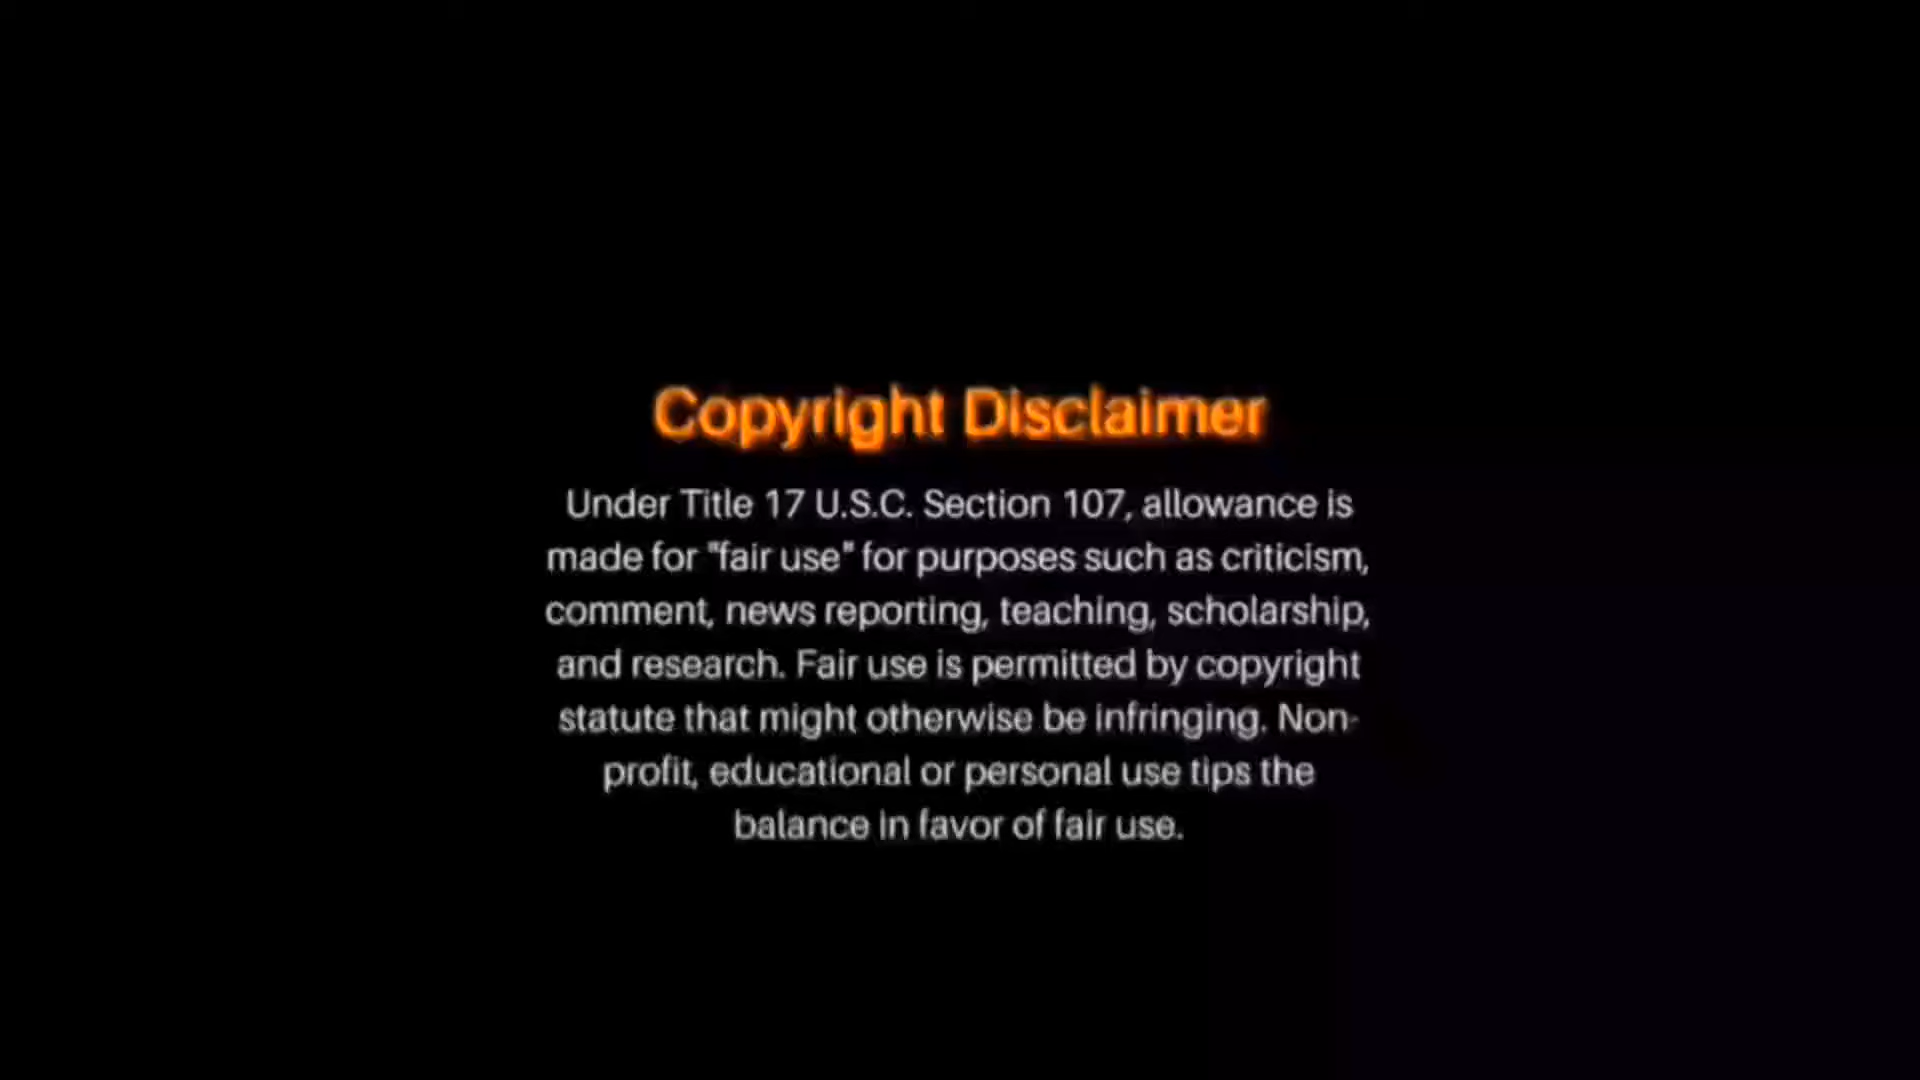 Copyright Disclaimer
Under Title 17 U.S.C. Section 107, allowance is
made for "fair use" for purposes such as criticism,
comment, news reporting, teaching, scholarship,
and research. Fair use is permitted by copyright
statute that might otherwise be infringing. Non-
profit, educational or personal use tips the
balance in favor of fair use.